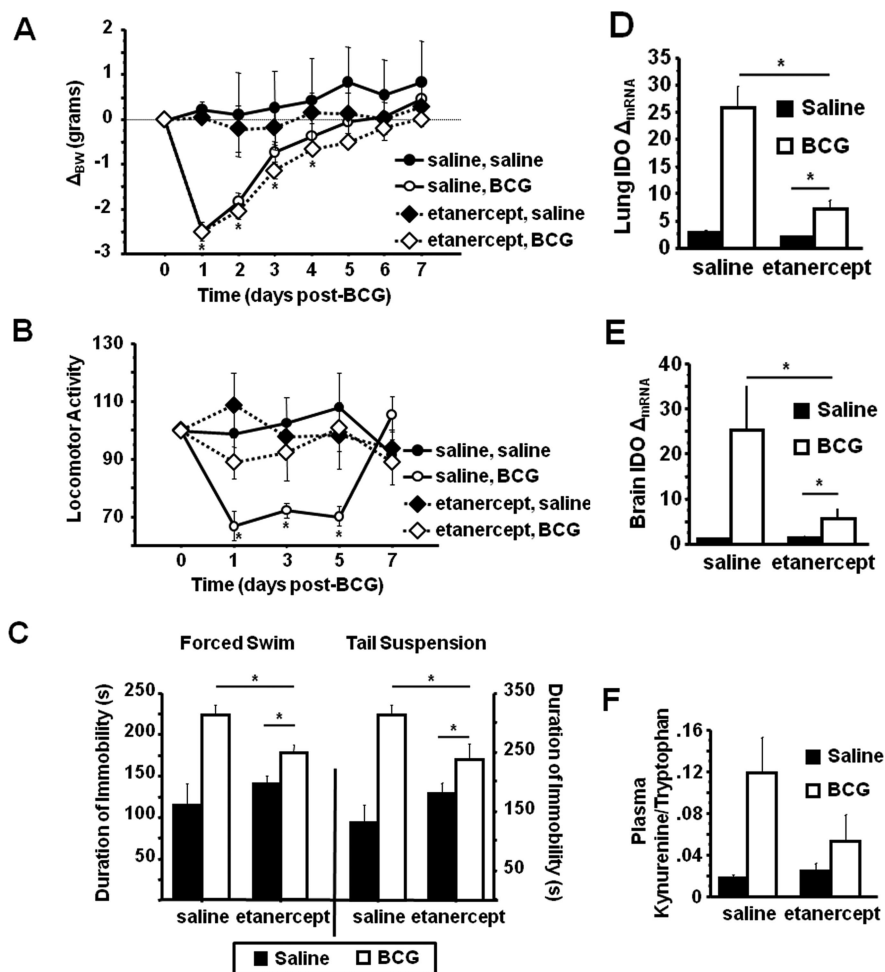 A
ΔBW (grams)
2
1
0
-1
-2
-3
0 1 2 3 4 5 6 7
Time (days post-BCG)
saline, saline
saline, BCG
etanercept, saline
etanercept, BCG
* * * *
B
Locomotor Activity
130
110
90
70
0 1 3 5 7
Time (days post-BCG)
saline, saline
saline, BCG
etanercept, saline
etanercept, BCG
* * *
C
Forced Swim
Tail Suspension
Duration of Immobility (s)
250
200
150
100
50
350
250
150
50
Duration of Immobility (s)
* *
* *
saline etanercept saline etanercept
Saline BCG
D
Lung IDO ΔmRNA
35
30
25
20
15
10
5
0
*
*
Saline
BCG
saline etanercept
E
Brain IDO ΔmRNA
40
30
20
10
5
0
*
*
Saline
BCG
saline etanercept
F
Plasma
Kynurenine/Tryptophan
.16
.12
.08
.04
0
Saline
BCG
saline etanercept